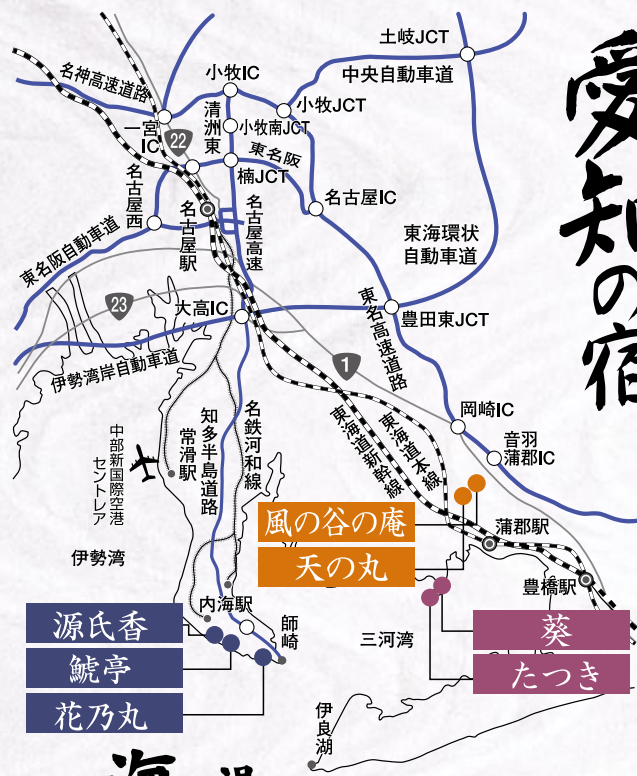 愛知の宿
土岐JCT
中央自動車道
名神高速道路
小牧IC
小牧JCT
一宮IC
22
清洲東
小牧南JCT
東名阪
楠JCT
名古屋西
名古屋駅
名古屋高速
名古屋IC
東海環状自動車道
東名阪自動車道
23
大高IC
東名高速道路
豊田東JCT
伊勢湾岸自動車道
1
岡崎IC
音羽蒲郡IC
中部新国際空港セントレア
常滑駅
知多半島道路
名鉄河和線
東海道新幹線
東海道本線
風の谷の庵
天の丸
蒲郡駅
豊橋駅
伊勢湾
内海駅
師崎
三河湾
源氏香
鯱亭
花乃丸
葵
たつき
伊良湖